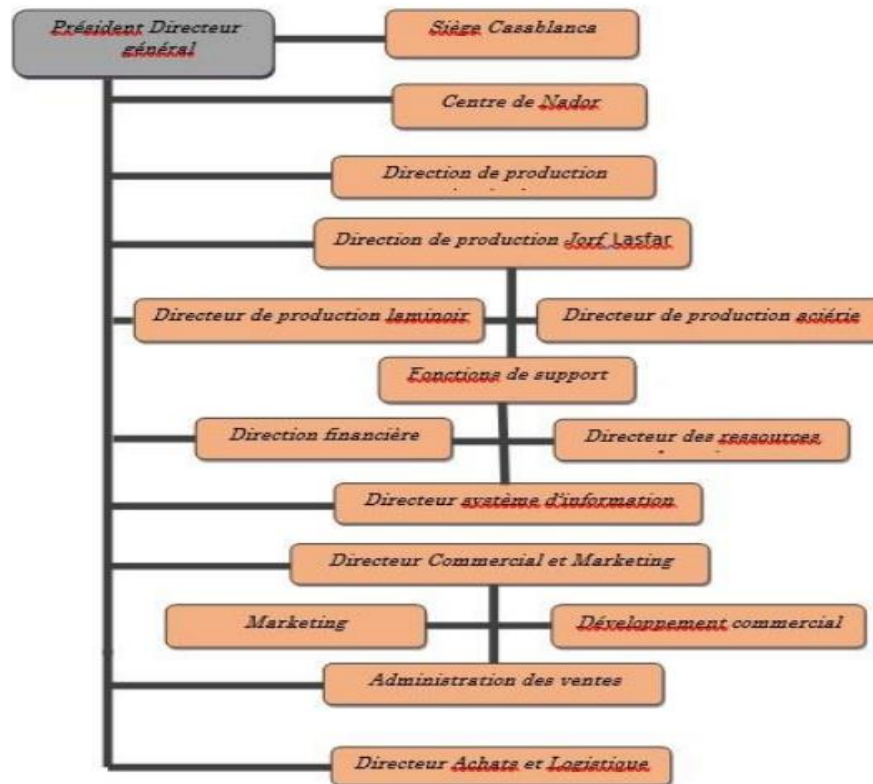 Président Directeur
général
Siège Casablanca
Centre de Nador
Direction de production
Direction de production Jorf Lasfar
Directeur de production laminoir
Directeur de production aciérie
Fonctions de support
Direction financière
Directeur des ressources
Directeur système d'information
Directeur Commercial et Marketing
Marketing
Développement commercial
Administration des ventes
Directeur Achats et Logistique